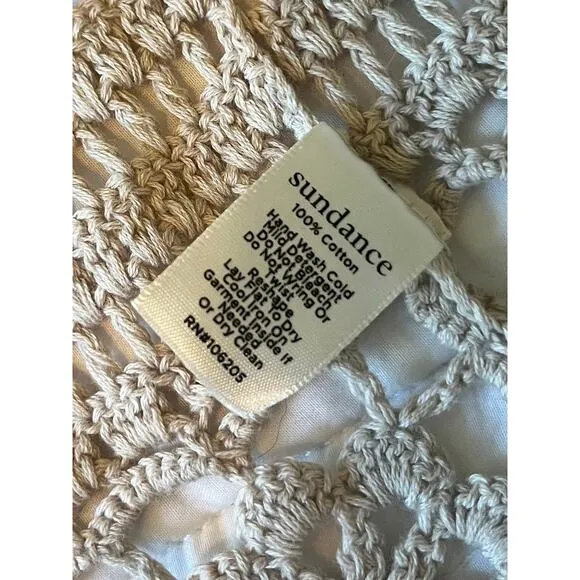 sundance
100% Cotton
Hand Wash Cold
Mild Detergent
DO NOT Bleach
Do Not Wring Or
Twist
Reshape
Lay Flat To Dry
Cool Iron On
Garment Inside If
Needed
Or Dry Clean
RN#106205